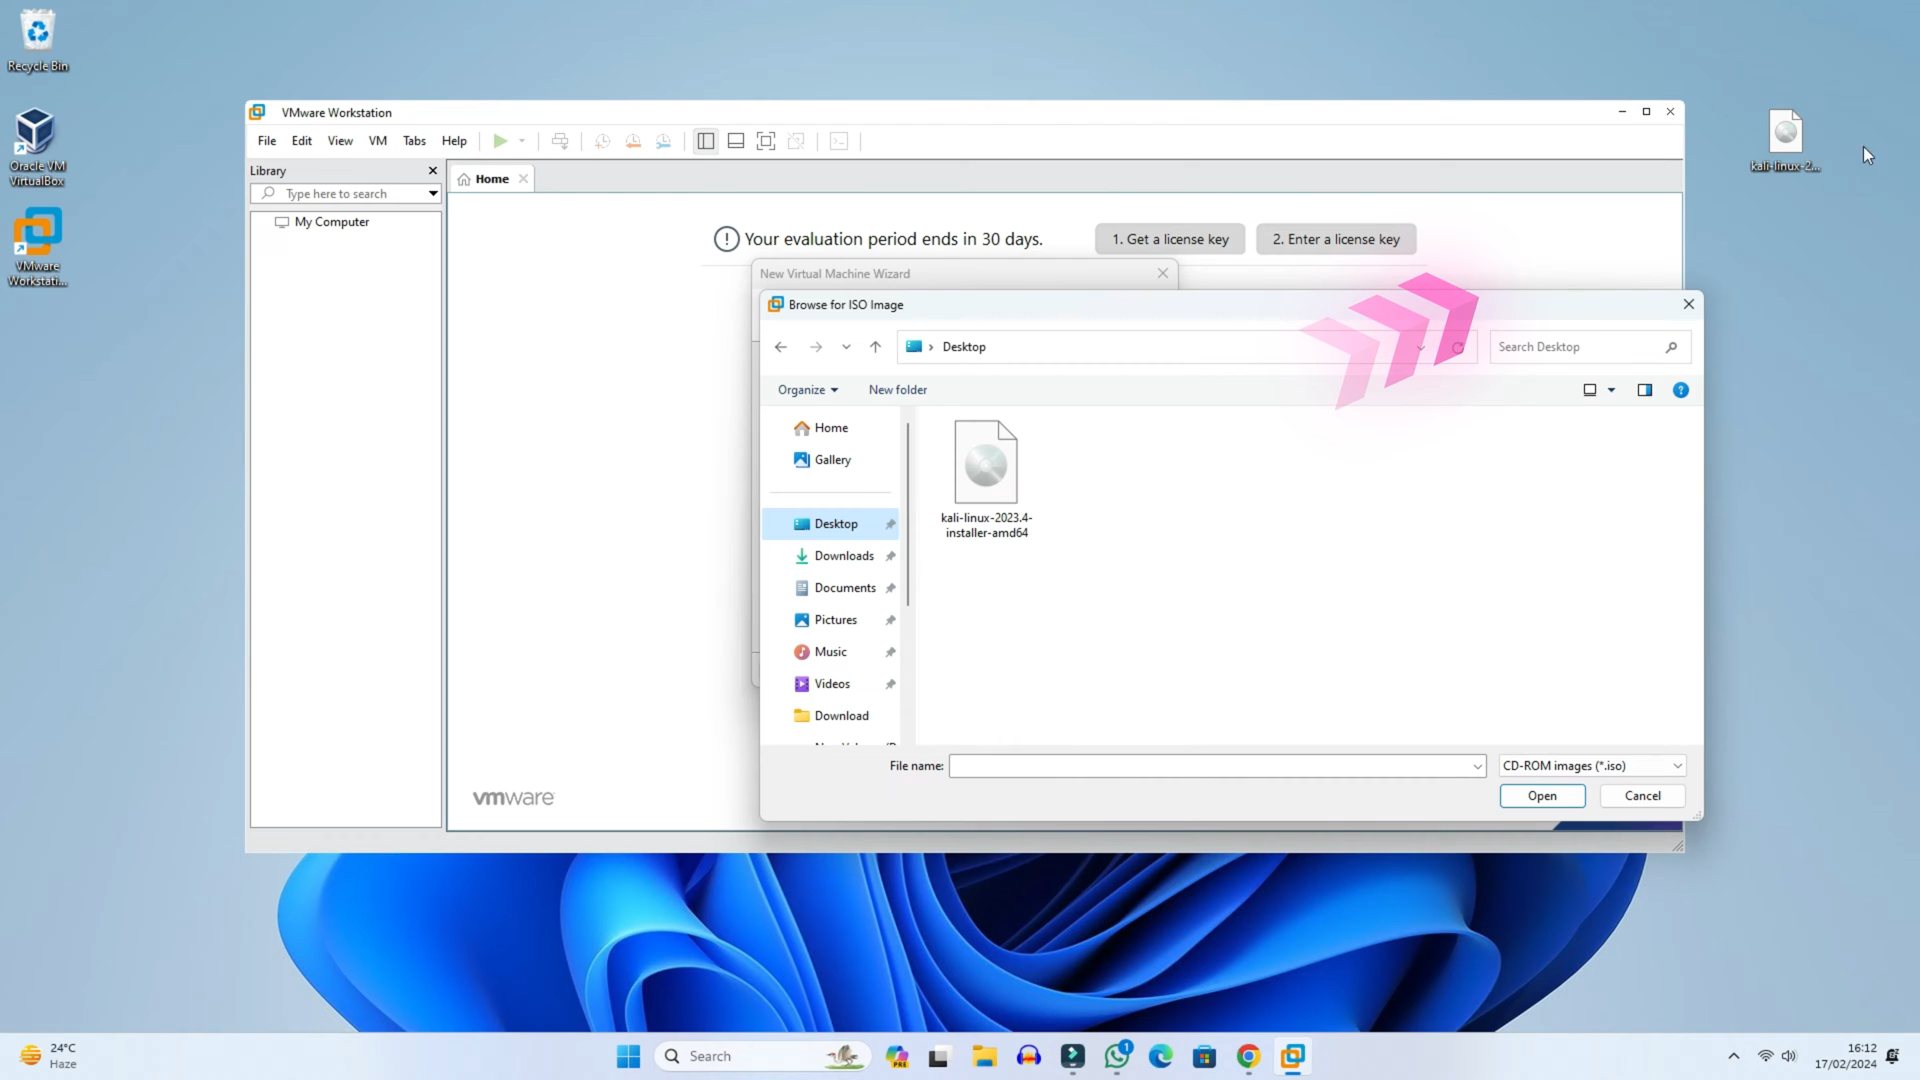 Recycle Bin
Oracle VM
VirtualBox
VMware
Workstati...
kali-linux-2...
VMware Workstation
File Edit View VM Tabs Help
Library
Type here to search
My Computer
Home
Your evaluation period ends in 30 days.
1. Get a license key
2. Enter a license key
New Virtual Machine Wizard
Browse for ISO Image
Desktop
Search Desktop
Organize
New folder
Home
Gallery
Desktop
Downloads
Documents
Pictures
Music
Videos
Download
kali-linux-2023.4-
installer-amd64
File name:
CD-ROM images (*.iso)
Open
Cancel
vmware
24°C
Haze
Search
PRE
1
16:12
17/02/2024